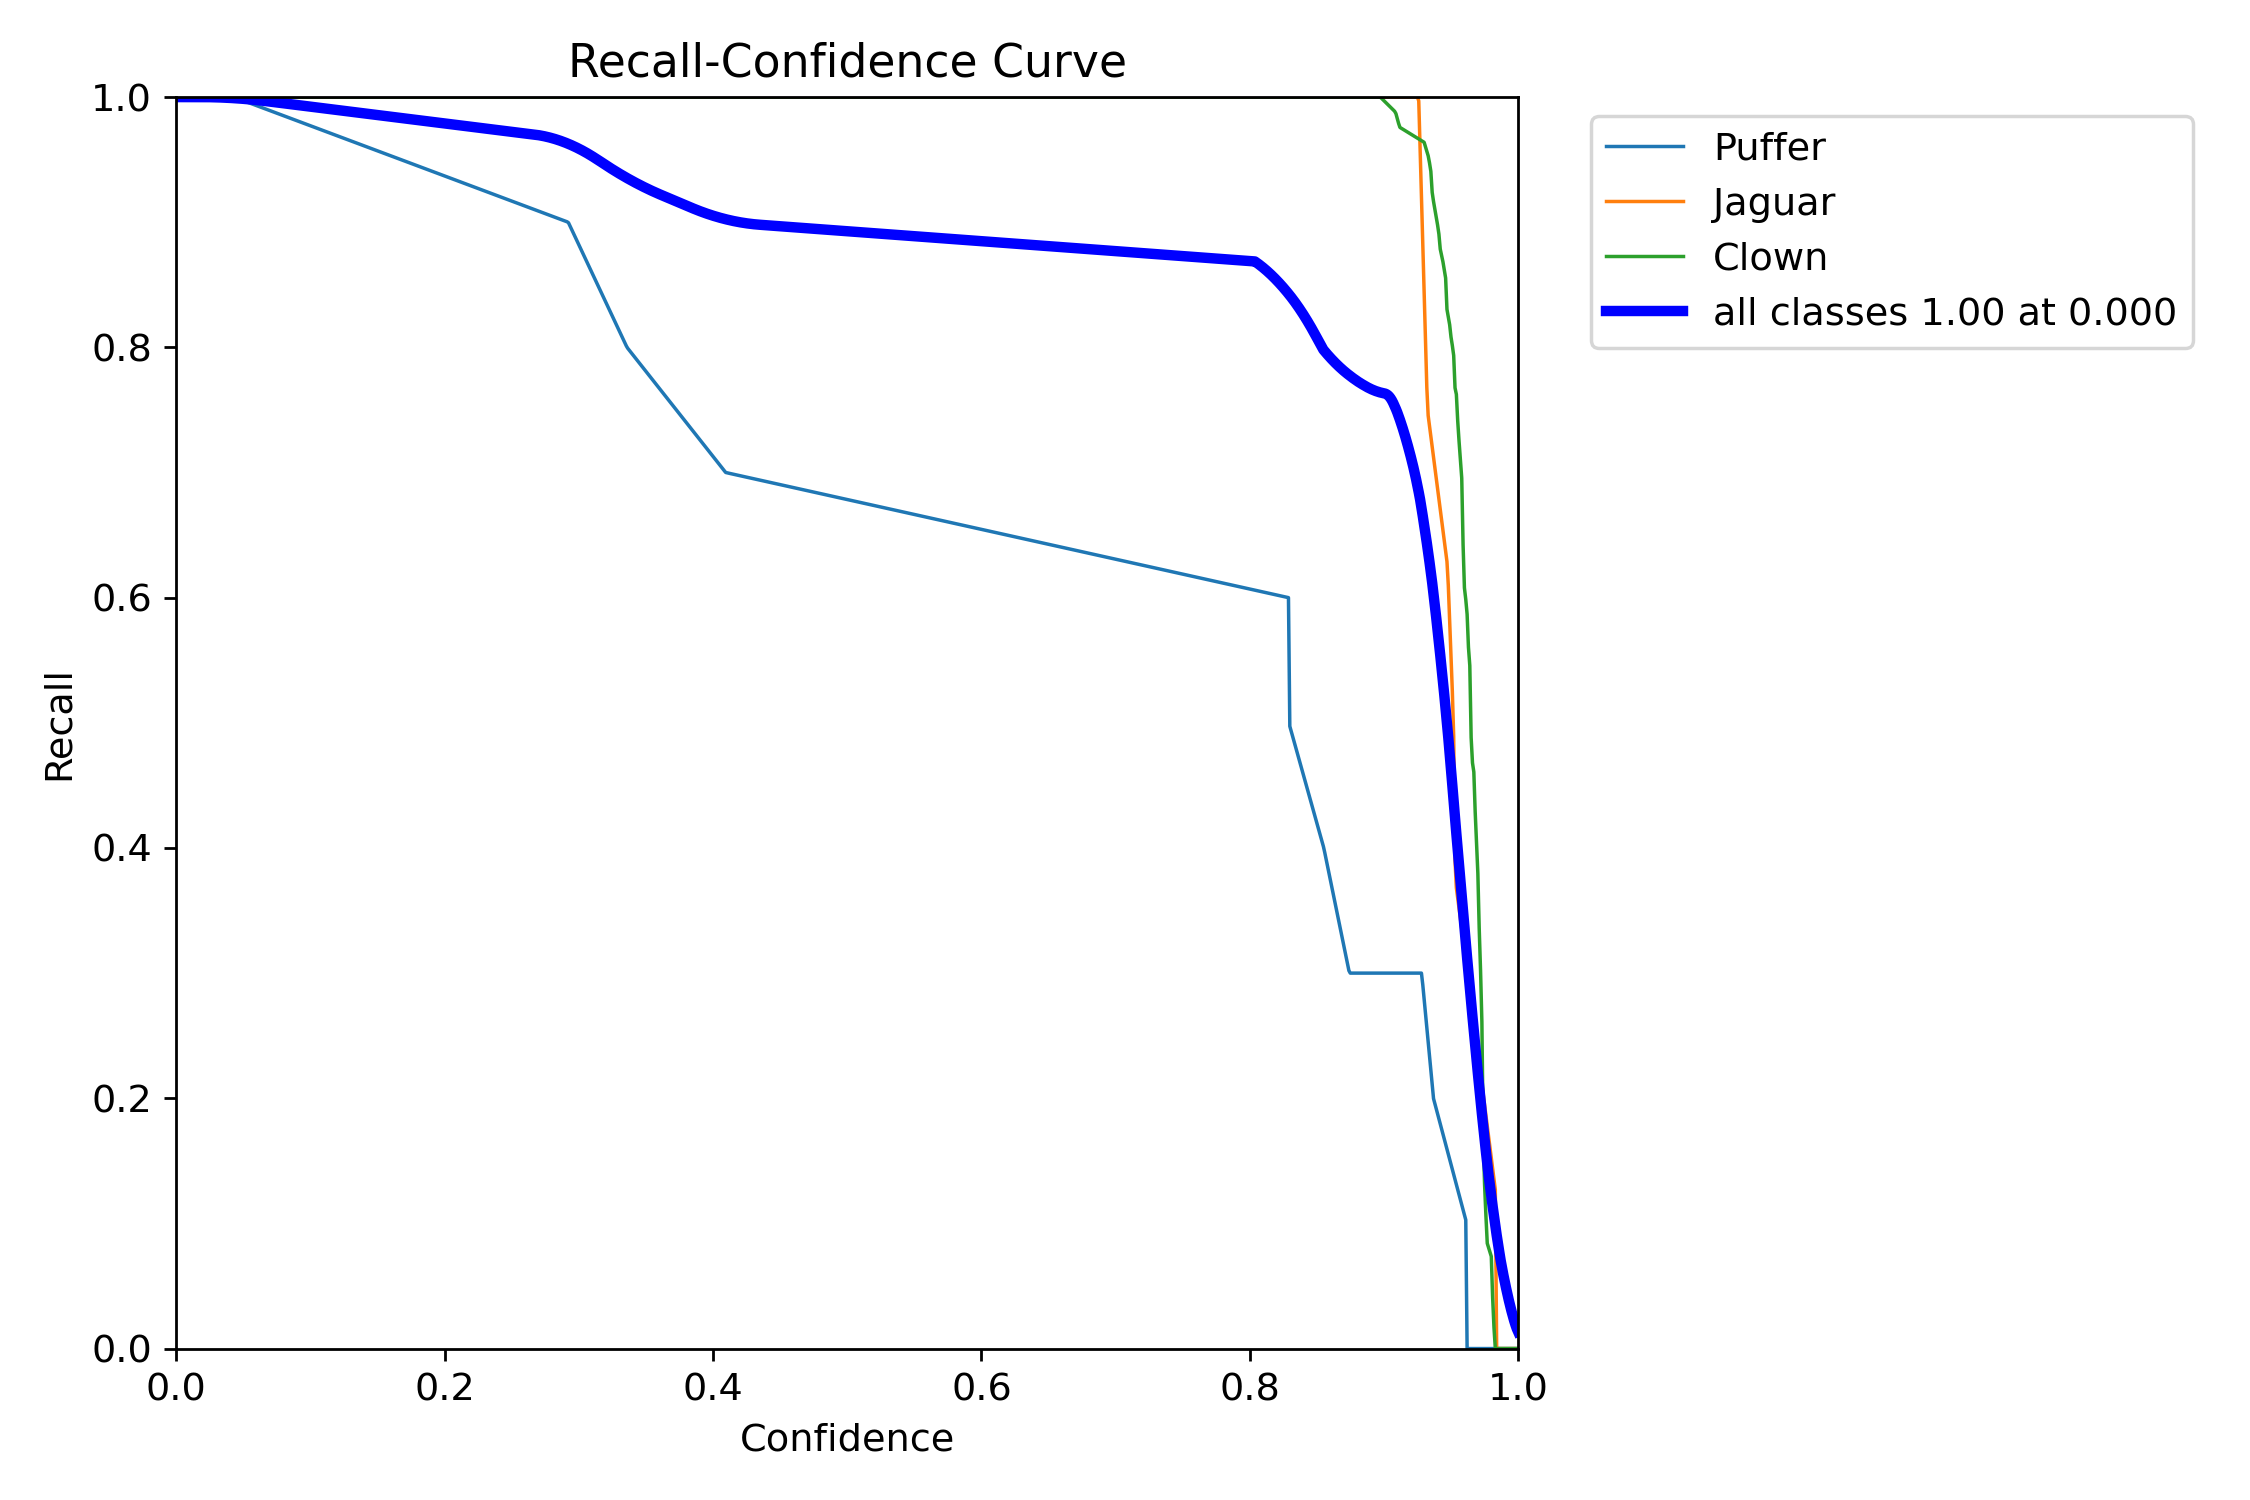 Recall-Confidence Curve
1.0
0.8
0.6
0.4
0.2
0.0
Recall
0.0 0.2 0.4 0.6 0.8 1.0
Confidence
Puffer
Jaguar
Clown
all classes 1.00 at 0.000